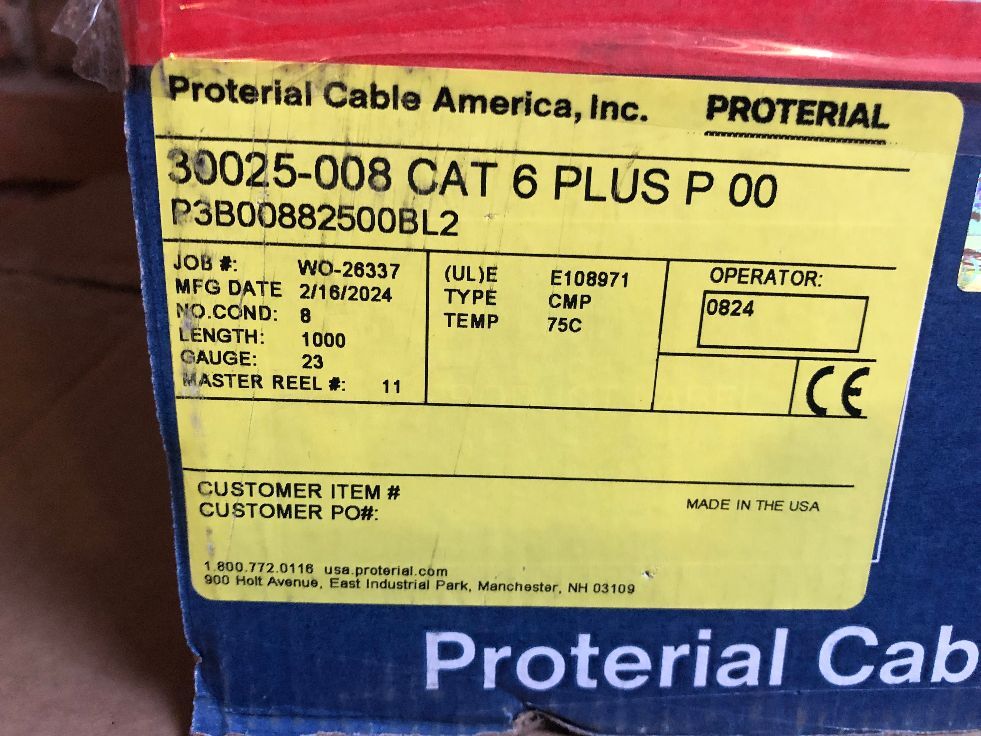 Proterial Cable America, Inc. PROTERIAL
30025-008 CAT 6 PLUS P 00
P3B00882500BL2
JOB #: WO-26337
MFG DATE 2/16/2024
NO.COND: 8
LENGTH: 1000
GAUGE: 23
MASTER REEL #: 11
(UL)E E108971
TYPE CMP
TEMP 75C
OPERATOR:
0824
CE
CUSTOMER ITEM #
CUSTOMER PO#:
MADE IN THE USA
1.800.772.0116 usa.proterial.com
900 Holt Avenue, East Industrial Park, Manchester, NH 03109
Proterial Cab